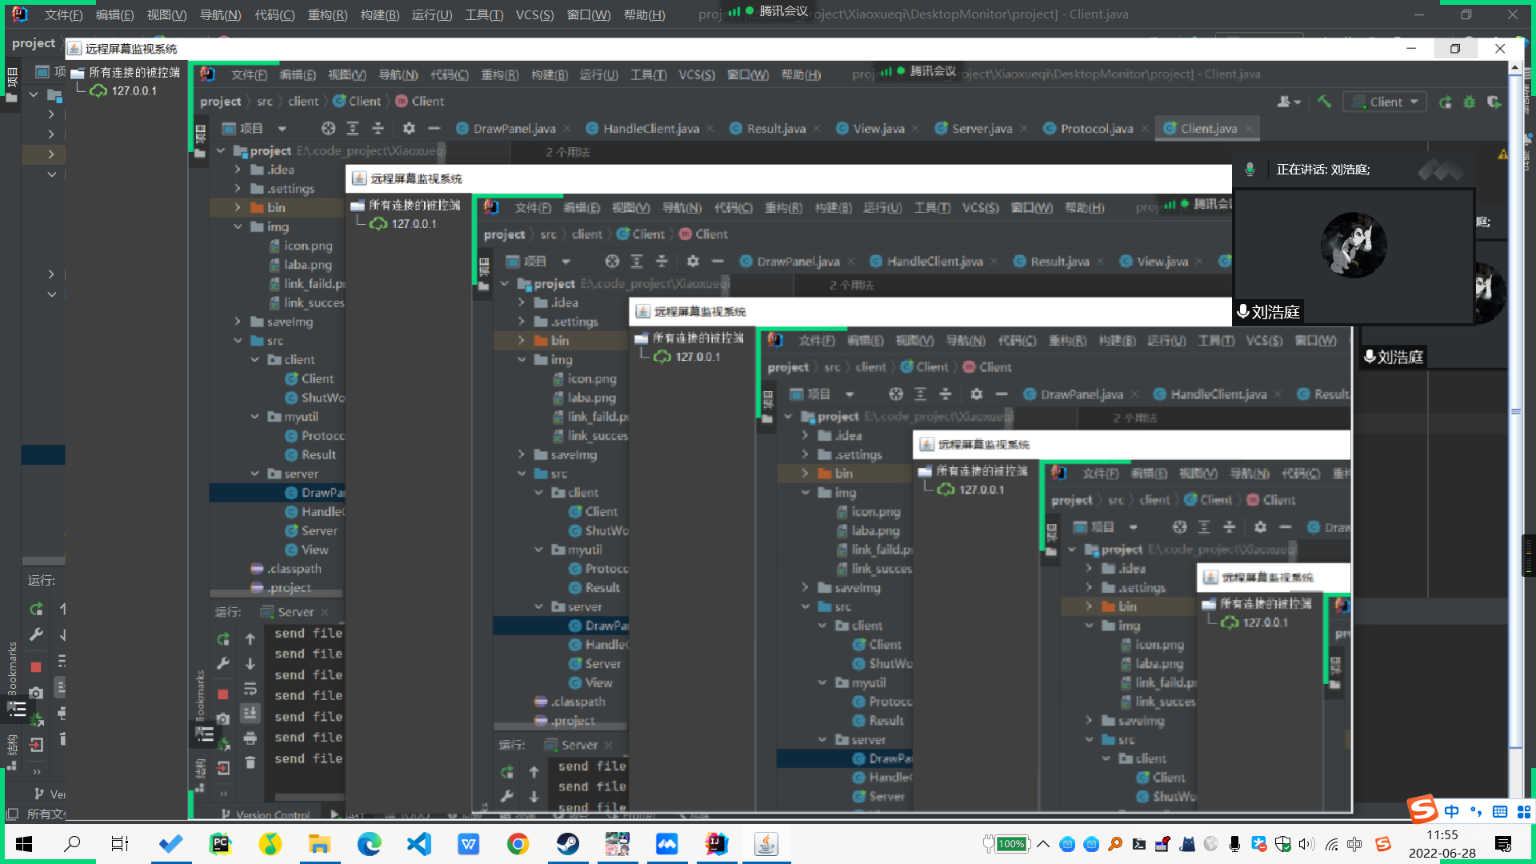 文件(F) 编辑(E) 视图(V) 导航(N) 代码(C) 重构(R) 构建(B) 运行(U) 工具(T) VCS(S) 窗口(W) 帮助(H)
腾讯会议
\Xiaoxueqi\DesktopMonitor\project] - Client.java
project
远程屏幕监视系统
所有连接的被控端
127.0.0.1
项目
文件(F) 编辑(E) 视图(V) 导航(N) 代码(C) 重构(R) 构建(B) 运行(U) 工具(T) VCS(S) 窗口(W) 帮助(H)
腾讯会议
\Xiaoxueqi\DesktopMonitor\project] - Client.java
project src client Client Client
Client
项目
DrawPanel.java HandleClient.java Result.java View.java Server.java Protocol.java Client.java
project E:\.code_project\Xiaoxueqi
2 个用法
.idea
.settings
bin
img
icon.png
laba.png
link_faild.p
link_succes
saveImg
src
client
Client
ShutWo
myutil
Protoco
Result
server
DrawPa
HandleC
Server
View
.classpath
.project
运行: Server
send file
send file
send file
send file
send file
send file
send file
Bookmarks
结构
Version Control
远程屏幕监视系统
所有连接的被控端
127.0.0.1
文件(F) 编辑(E) 视图(V) 导航(N) 代码(C) 重构(R) 构建(B) 运行(U) 工具(T) VCS(S) 窗口(W) 帮助(H)
腾讯会
project src client Client Client
项目
DrawPanel.java HandleClient.java Result.java View.java
project E:\.code_project\Xiaoxueqi
2 个用法
.idea
.settings
bin
img
icon.png
laba.png
link_faild.p
link_succes
saveImg
src
client
Client
ShutWo
myutil
Protoco
Result
server
DrawPa
Handle
Server
View
.classpath
.project
运行: Server
send file
send file
send file
远程屏幕监视系统
所有连接的被控端
127.0.0.1
文件(F) 编辑(E) 视图(V) 导航(N) 代码(C) 重构(R) 构建(B) 运行(U) 工具(T) VCS(S) 窗口(W)
project src client Client Client
项目
DrawPanel.java HandleClient.java Result
project E:\.code_project\Xiaoxueqi
2 个用法
.idea
.settings
bin
img
icon.png
laba.png
link_faild.p
link_succes
saveImg
src
client
Client
ShutWo
myutil
Protoco
Result
server
DrawPa
Handle
Server
远程屏幕监视系统
所有连接的被控端
127.0.0.1
文件(F) 编辑(E) 视图(V) 导航(N) 代码(C) 重
project src client Client Client
项目
Draw
project E:\.code_project\Xiaoxueqi
.idea
.settings
bin
img
icon.png
laba.png
link_faild.p
link_succes
saveImg
src
client
Client
ShutWo
远程屏幕监视系统
所有连接的被控端
127.0.0.1
正在讲话: 刘浩庭;
刘浩庭
刘浩庭
运行:
Bookmarks
结构
Ver
所有文
中
100%
中
11:55
2022-06-28